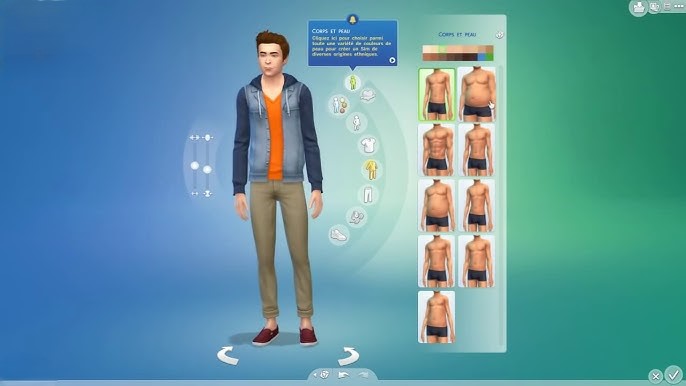 Corps et peau
Cliquez ici pour choisir parmi
toute une variété de couleurs de
peau pour créer un Sim de
diverses origines ethniques.
Corps et peau